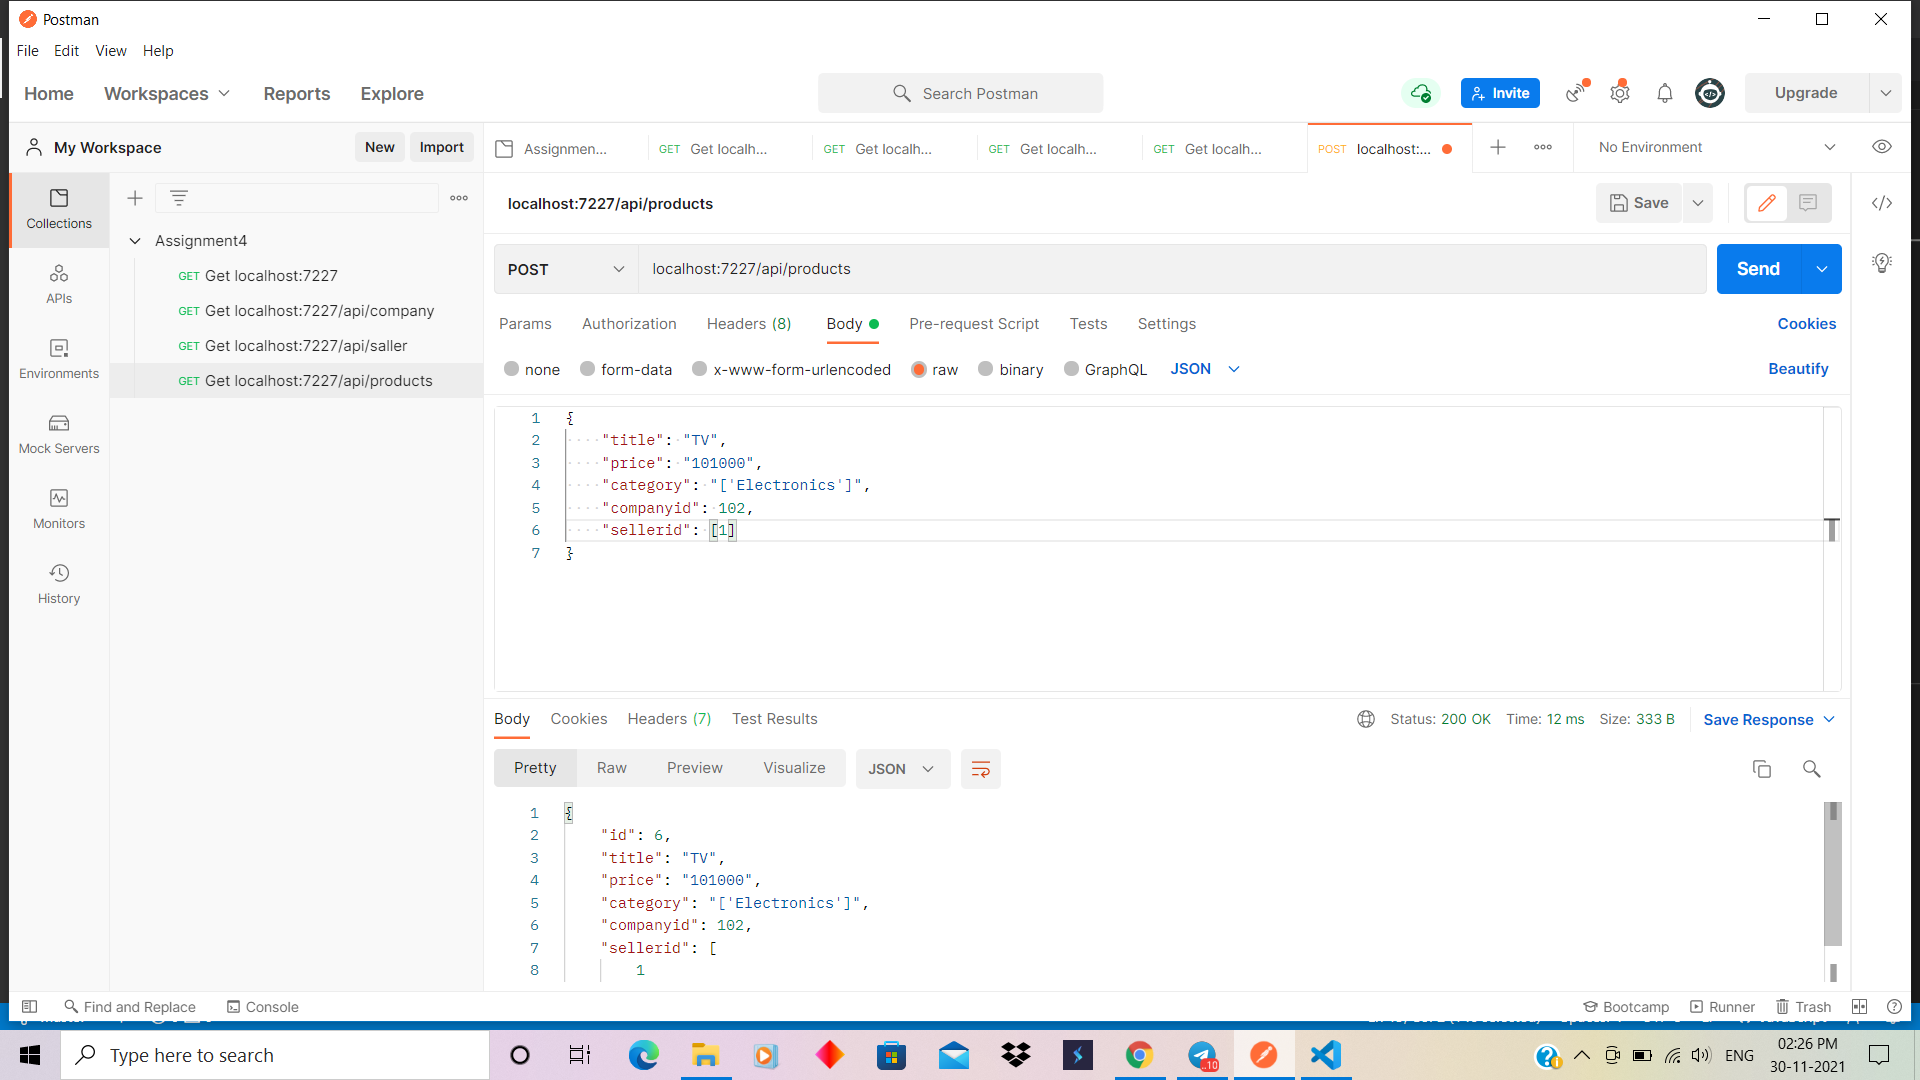 Postman
File Edit View Help
Home Workspaces Reports Explore
Search Postman
Invite
Upgrade
My Workspace
New Import
Assignmen...
GET Get localh...
GET Get localh...
GET Get localh...
GET Get localh...
POST localhost:...
No Environment
Collections
APIs
Environments
Mock Servers
Monitors
History
Assignment4
GET Get localhost:7227
GET Get localhost:7227/api/company
GET Get localhost:7227/api/saller
GET Get localhost:7227/api/products
localhost:7227/api/products
Save
POST localhost:7227/api/products
Send
Params Authorization Headers (8) Body Pre-request Script Tests Settings Cookies
none form-data x-www-form-urlencoded raw binary GraphQL JSON Beautify
1 {
2 "title": "TV",
3 "price": "101000",
4 "category": "['Electronics']",
5 "companyid": 102,
6 "sellerid": [1]
7 }
Body Cookies Headers (7) Test Results
Status: 200 OK Time: 12 ms Size: 333 B Save Response
Pretty Raw Preview Visualize JSON
1 {
2 "id": 6,
3 "title": "TV",
4 "price": "101000",
5 "category": "['Electronics']",
6 "companyid": 102,
7 "sellerid": [
8 1
Find and Replace Console
Bootcamp Runner Trash
Type here to search
..10
ENG
02:26 PM
30-11-2021